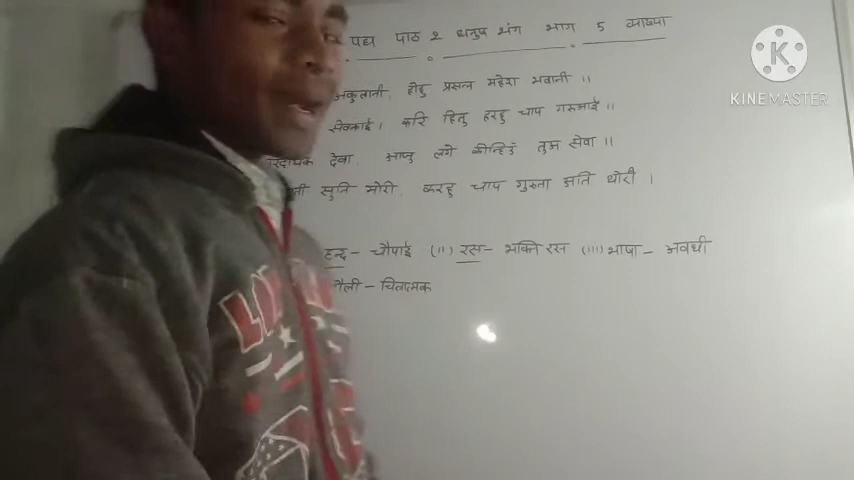 पद्य पाठ २ धनुष भंग भाग 5 व्याख्या
अकुलानी, होहु प्रसन्न महेश भवानी ।।
सेवकाई। करि हितु हरहु चाप गरुआई ।।
देवा, आजु लगे कीन्हिउं तुअ सेवा ।।
सुनि मोरी, करहु चाप गुरुता अति थोरी ।
छन्द - चौपाई (ii) रस - भक्ति रस (iii) भाषा - अवधी
शैली - चित्रात्मक
KINEMASTER